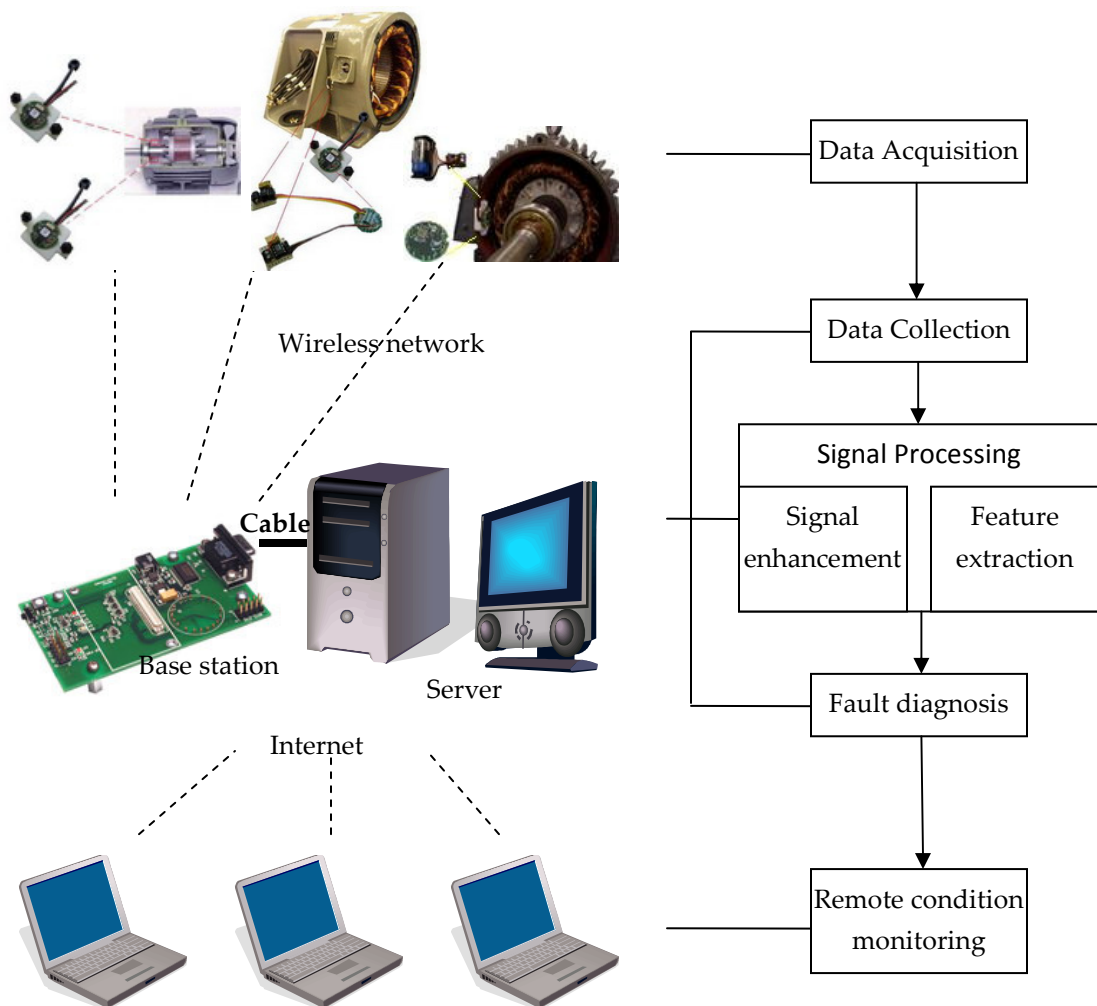 Data Acquisition
Wireless network
Data Collection
Signal Processing
Signal
enhancement
Feature
extraction
Cable
Base station
Server
Fault diagnosis
Internet
Remote condition
monitoring